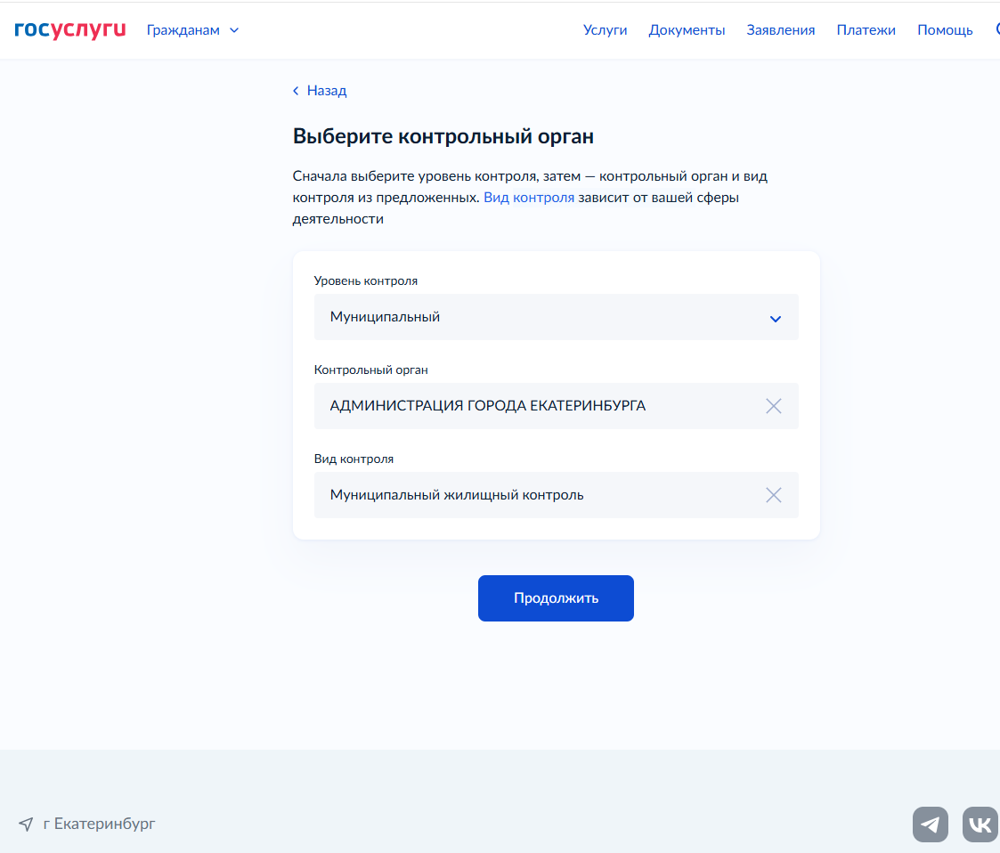 госуслуги Гражданам Услуги Документы Заявления Платежи Помощь
Назад
Выберите контрольный орган
Сначала выберите уровень контроля, затем — контрольный орган и вид
контроля из предложенных. Вид контроля зависит от вашей сферы
деятельности
Уровень контроля
Муниципальный
Контрольный орган
АДМИНИСТРАЦИЯ ГОРОДА ЕКАТЕРИНБУРГА
Вид контроля
Муниципальный жилищный контроль
Продолжить
г Екатеринбург